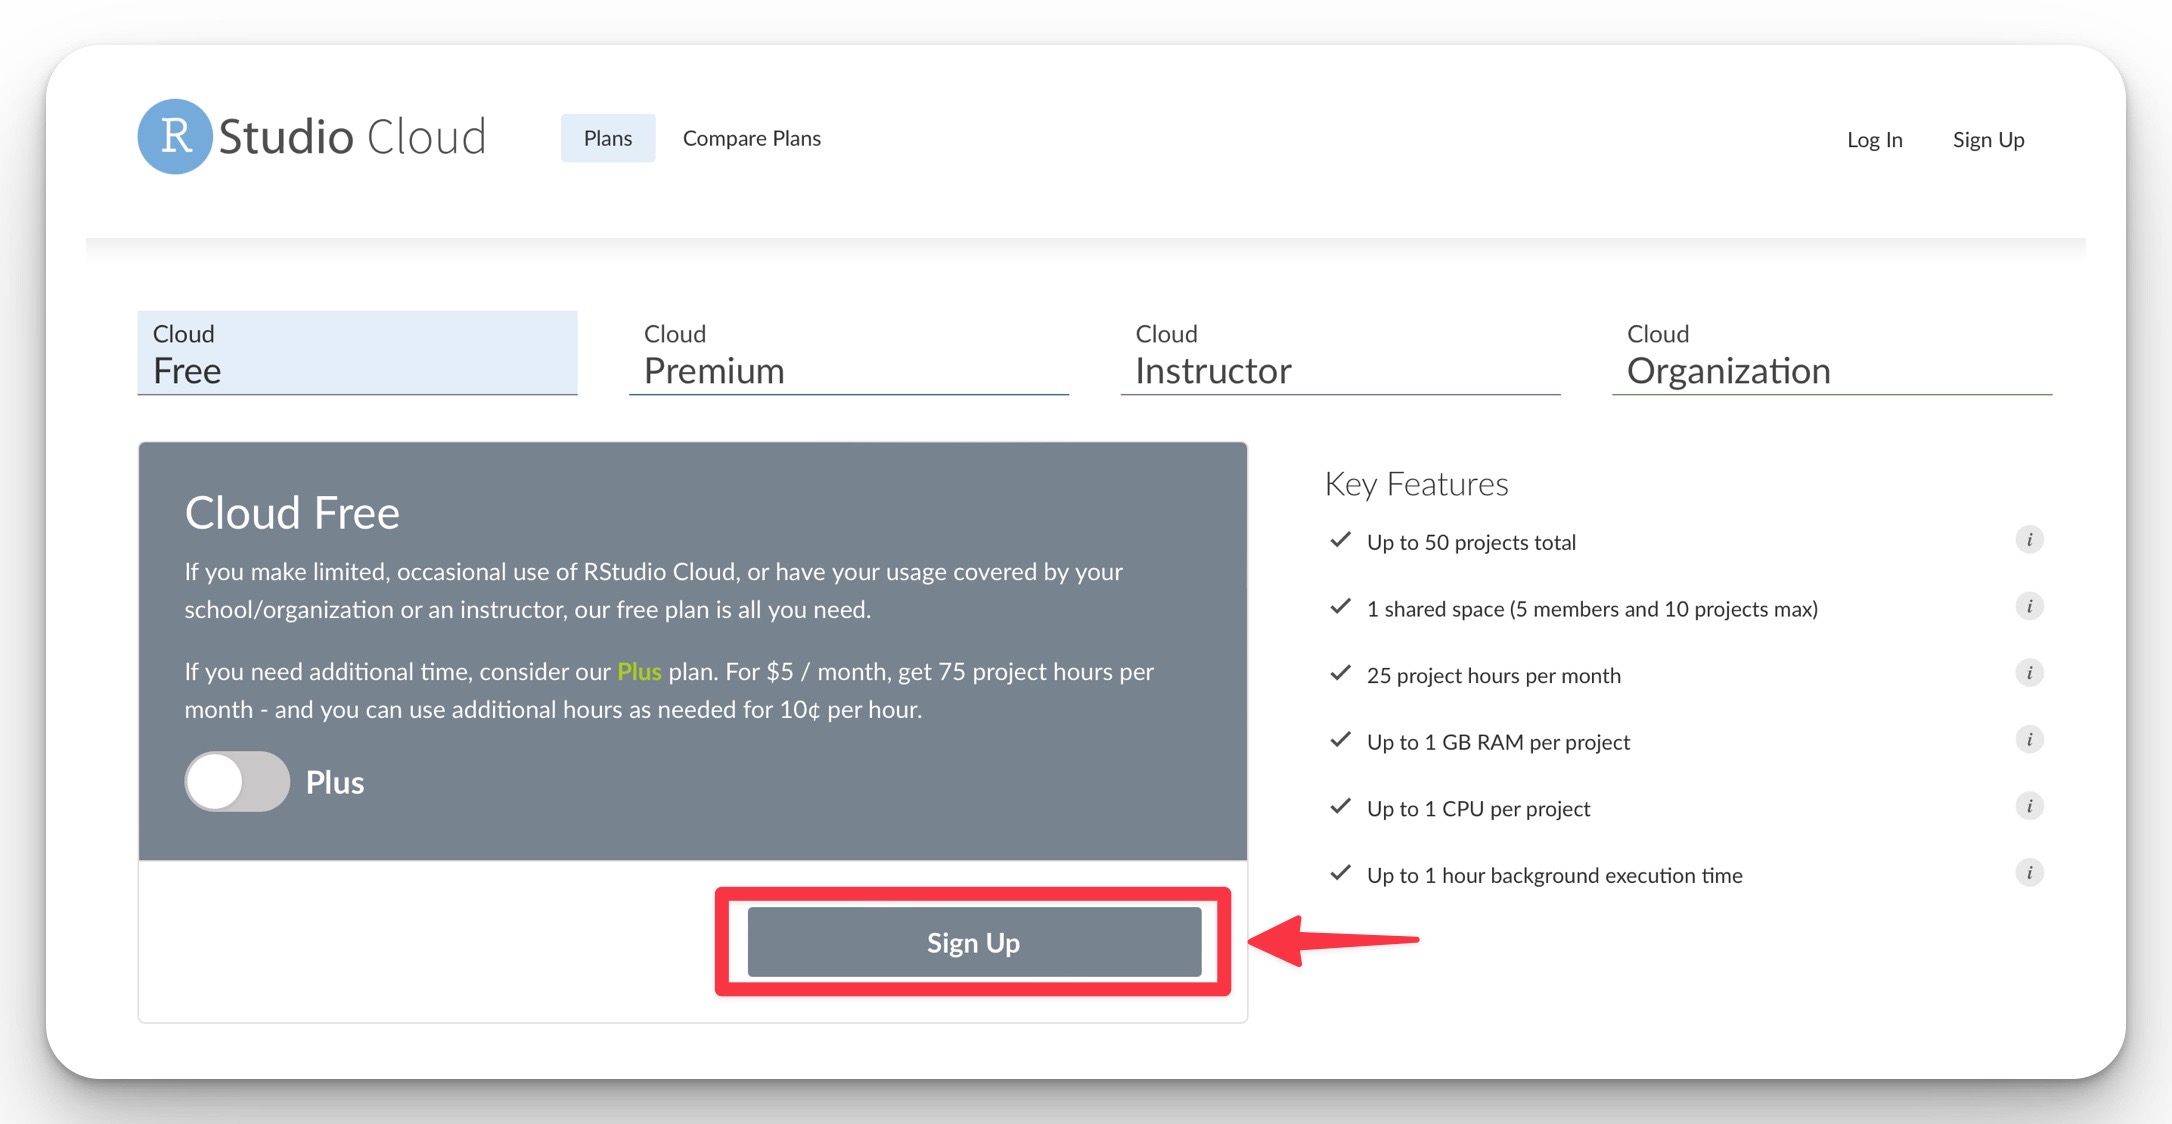 R Studio Cloud
Plans
Compare Plans
Log In
Sign Up
Cloud
Free
Cloud
Premium
Cloud
Instructor
Cloud
Organization
Cloud Free
If you make limited, occasional use of RStudio Cloud, or have your usage covered by your
school/organization or an instructor, our free plan is all you need.
If you need additional time, consider our Plus plan. For $5 / month, get 75 project hours per
month - and you can use additional hours as needed for 10¢ per hour.
Plus
Sign Up
Key Features
Up to 50 projects total
i
1 shared space (5 members and 10 projects max)
i
25 project hours per month
i
Up to 1 GB RAM per project
i
Up to 1 CPU per project
i
Up to 1 hour background execution time
i